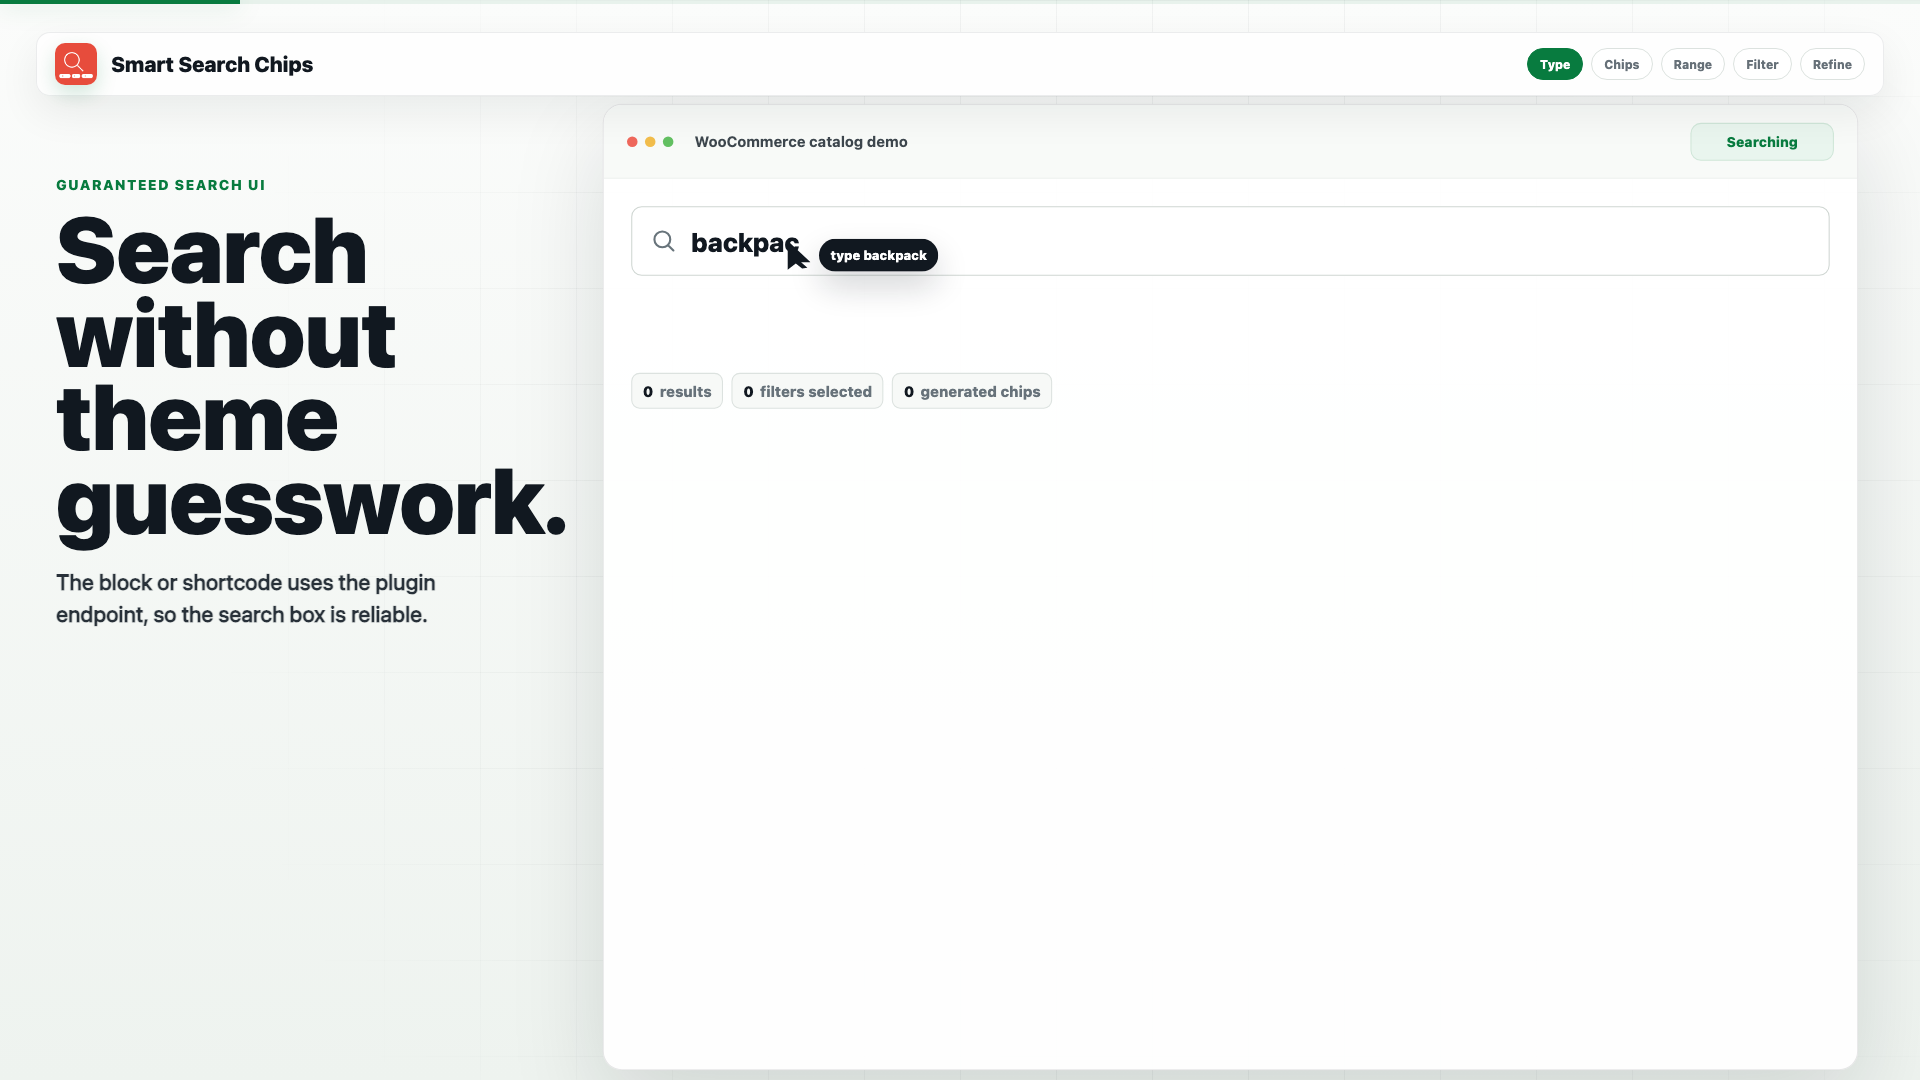 Smart Search Chips
Type
Chips
Range
Filter
Refine
GUARANTEED SEARCH UI
Search
without
theme
guesswork.
The block or shortcode uses the plugin
endpoint, so the search box is reliable.
WooCommerce catalog demo
Searching
backpac
type backpack
0 results
0 filters selected
0 generated chips